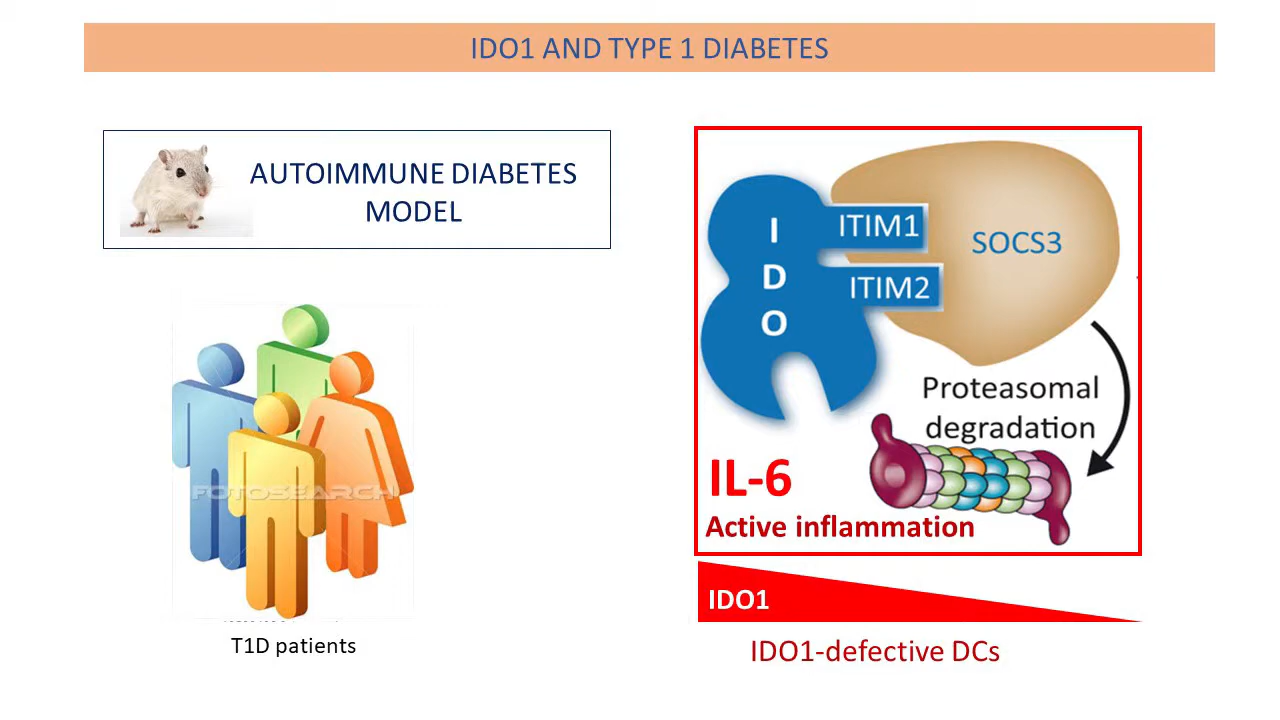 IDO1 AND TYPE 1 DIABETES
AUTOIMMUNE DIABETES
MODEL
I
D
O
ITIM1
ITIM2
SOCS3
Proteasomal
degradation
IL-6
Active inflammation
IDO1
IDO1-defective DCs
FOTOSEARCH
T1D patients